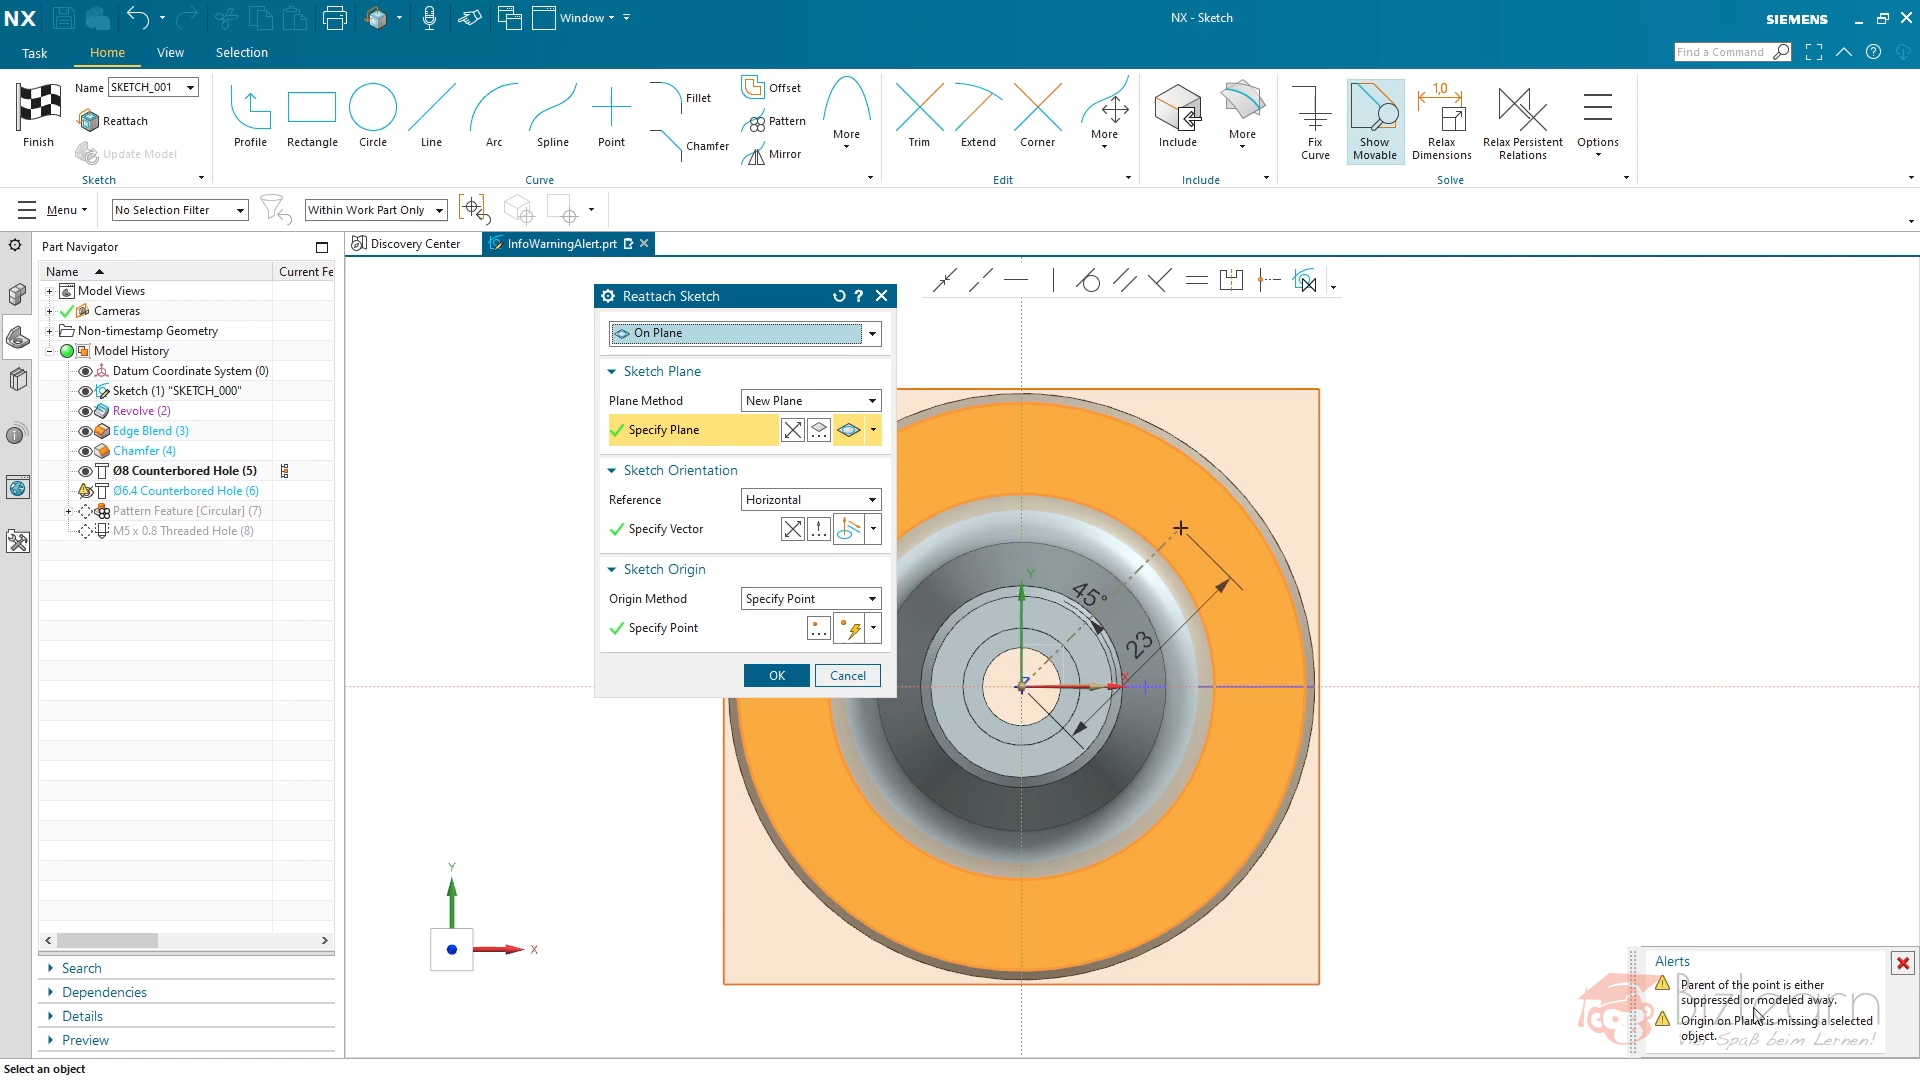 NX
Window
NX - Sketch
SIEMENS
Task
Home
View
Selection
Find a Command
Finish
Name
SKETCH_001
Reattach
Update Model
Sketch
Profile
Rectangle
Circle
Line
Arc
Spline
Point
Fillet
Chamfer
Offset
Pattern
Mirror
More
Curve
Trim
Extend
Corner
More
Edit
Include
More
Include
Fix
Curve
Show
Movable
1,0
Relax
Dimensions
Relax Persistent
Relations
Options
Solve
Menu
No Selection Filter
Within Work Part Only
Part Navigator
Discovery Center
InfoWarningAlert.prt
Name
Current Fe
Model Views
Cameras
Non-timestamp Geometry
Model History
Datum Coordinate System (0)
Sketch (1) "SKETCH_000"
Revolve (2)
Edge Blend (3)
Chamfer (4)
Ø8 Counterbored Hole (5)
Ø6.4 Counterbored Hole (6)
Pattern Feature [Circular] (7)
M5 x 0.8 Threaded Hole (8)
Search
Dependencies
Details
Preview
Reattach Sketch
On Plane
Sketch Plane
Plane Method
New Plane
Specify Plane
Sketch Orientation
Reference
Horizontal
Specify Vector
Sketch Origin
Origin Method
Specify Point
Specify Point
OK
Cancel
Y
45°
23
X
Z
Y
X
Alerts
Parent of the point is either
suppressed or modeled away.
Origin on Plane is missing a selected
object.
BizLearn
Viel Spaß beim Lernen!
Select an object